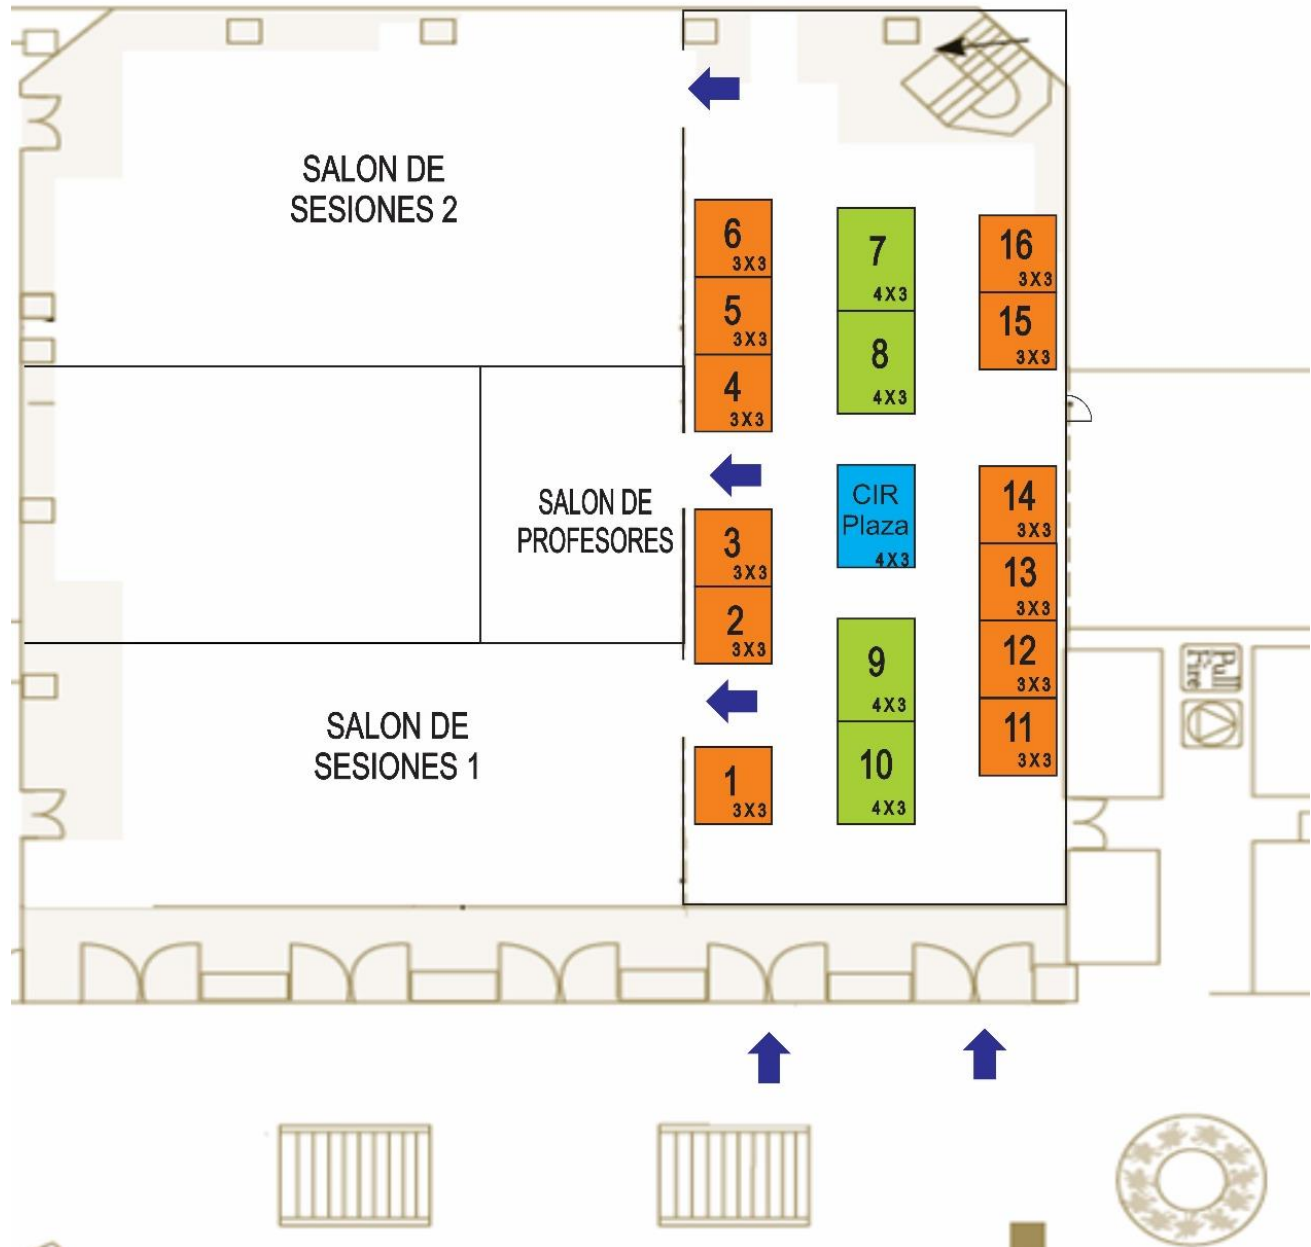 SALON DE
SESIONES 2
6
3X3
5
3X3
4
3X3
7
4X3
8
4X3
16
3X3
15
3X3
SALON DE
PROFESORES
3
3X3
2
3X3
CIR
Plaza
4X3
14
3X3
13
3X3
12
3X3
11
3X3
9
4X3
10
4X3
SALON DE
SESIONES 1
1
3X3
Pull
Fire